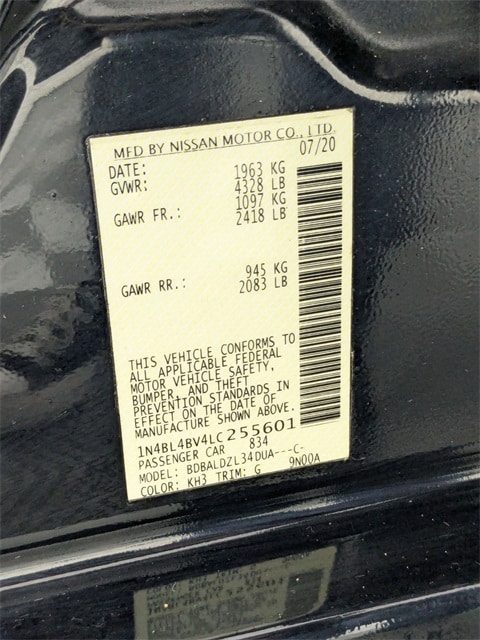 MFD BY NISSAN MOTOR CO., LTD.
DATE: 07/20
GVWR: 1963 KG
4328 LB
GAWR FR.: 1097 KG
2418 LB
GAWR RR.: 945 KG
2083 LB
THIS VEHICLE CONFORMS TO
ALL APPLICABLE FEDERAL
MOTOR VEHICLE SAFETY,
BUMPER, AND THEFT
PREVENTION STANDARDS IN
EFFECT ON THE DATE OF
MANUFACTURE SHOWN ABOVE.
1N4BL4BV4LC255601
PASSENGER CAR 834
MODEL: BDBALDZL34DUA---C-
COLOR: KH3 TRIM: G 9N00A